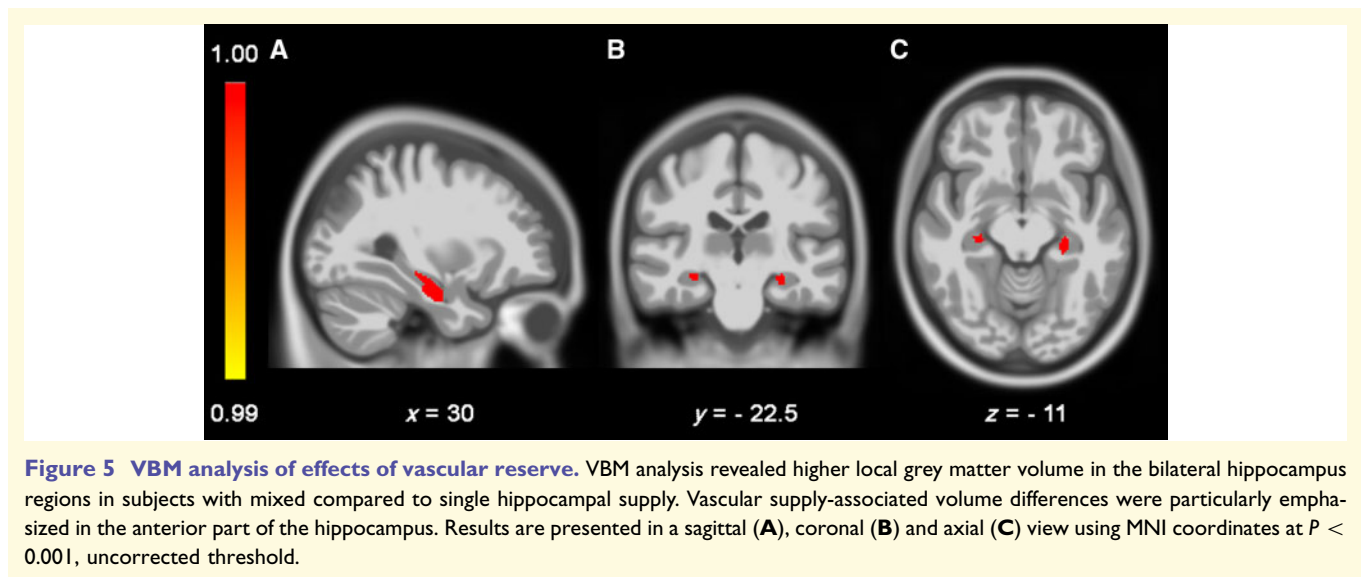 1.00 A B C
0.99 x = 30 y = - 22.5 z = - 11
Figure 5 VBM analysis of effects of vascular reserve. VBM analysis revealed higher local grey matter volume in the bilateral hippocampus
regions in subjects with mixed compared to single hippocampal supply. Vascular supply-associated volume differences were particularly empha-
sized in the anterior part of the hippocampus. Results are presented in a sagittal (A), coronal (B) and axial (C) view using MNI coordinates at P <
0.001, uncorrected threshold.